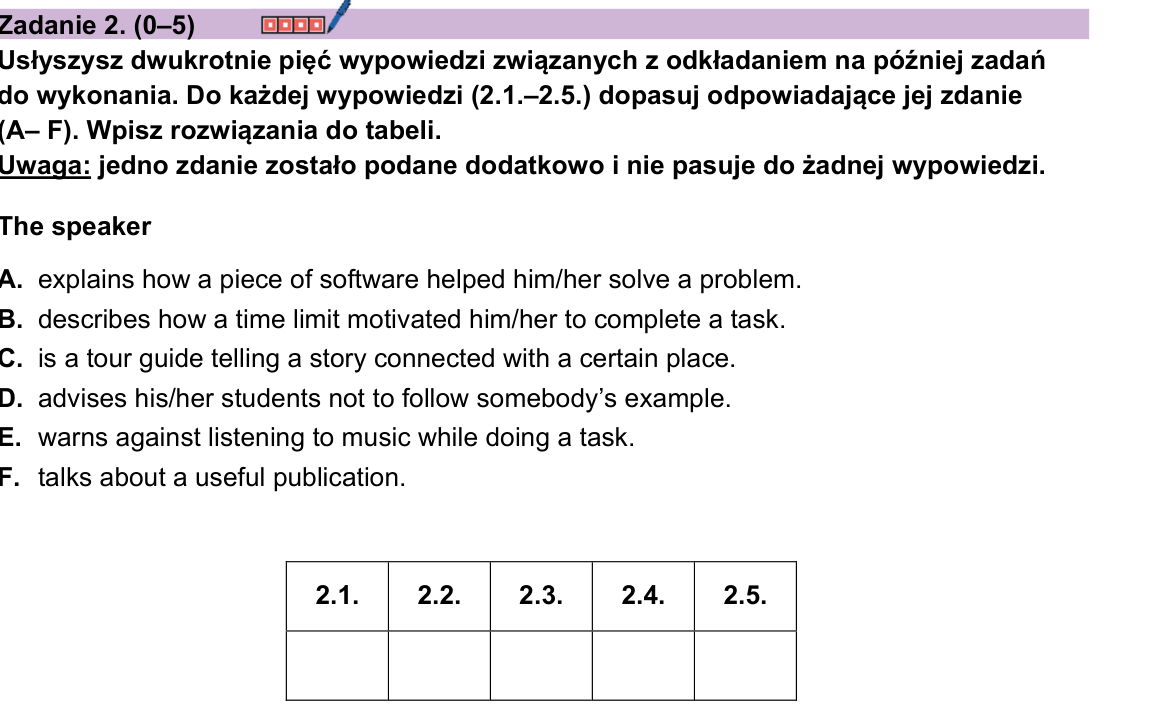 Zadanie 2. (0–5)
Usłyszysz dwukrotnie pięć wypowiedzi związanych z odkładaniem na później zadań
do wykonania. Do każdej wypowiedzi (2.1.–2.5.) dopasuj odpowiadające jej zdanie
(A– F). Wpisz rozwiązania do tabeli.
Uwaga: jedno zdanie zostało podane dodatkowo i nie pasuje do żadnej wypowiedzi.
The speaker
A. explains how a piece of software helped him/her solve a problem.
B. describes how a time limit motivated him/her to complete a task.
C. is a tour guide telling a story connected with a certain place.
D. advises his/her students not to follow somebody’s example.
E. warns against listening to music while doing a task.
F. talks about a useful publication.
2.1. 2.2. 2.3. 2.4. 2.5.